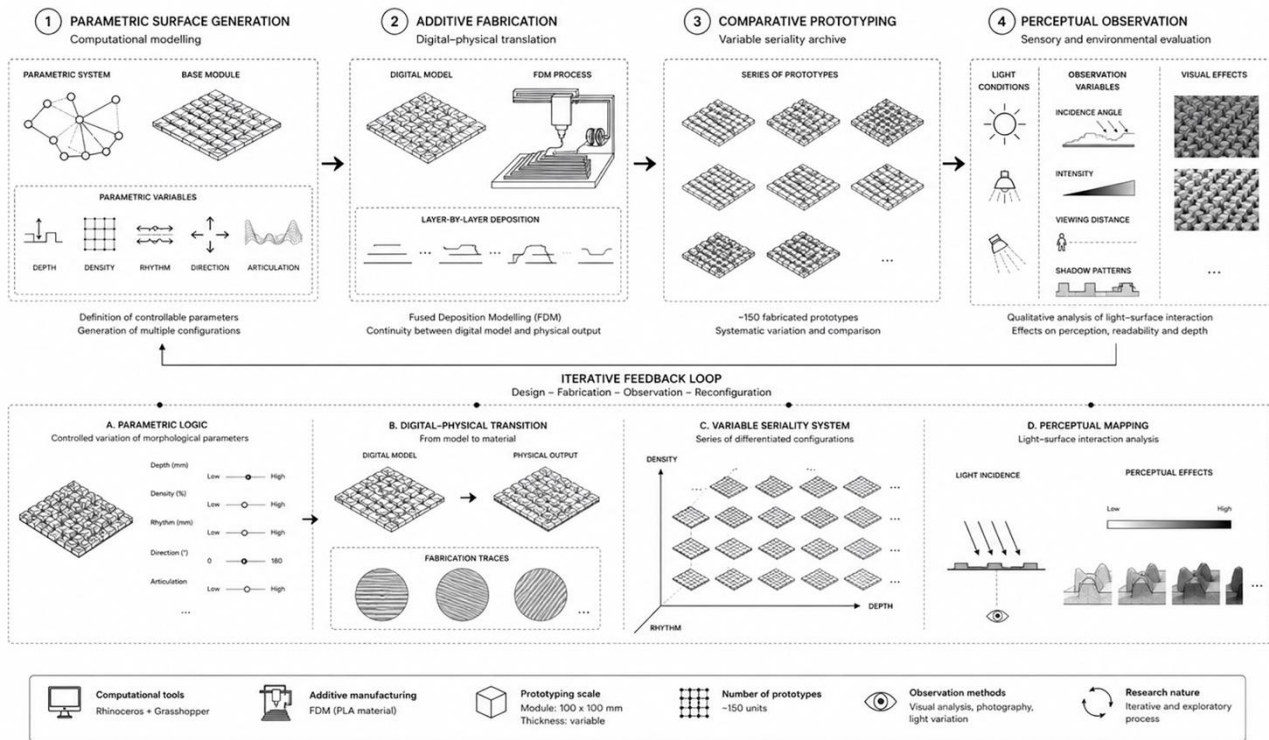 1 PARAMETRIC SURFACE GENERATION
Computational modelling
PARAMETRIC SYSTEM
BASE MODULE
PARAMETRIC VARIABLES
DEPTH
DENSITY
RHYTHM
DIRECTION
ARTICULATION
Definition of controllable parameters
Generation of multiple configurations
2 ADDITIVE FABRICATION
Digital–physical translation
DIGITAL MODEL
FDM PROCESS
LAYER-BY-LAYER DEPOSITION
... ... ...
Fused Deposition Modelling (FDM)
Continuity between digital model and physical output
3 COMPARATIVE PROTOTYPING
Variable seriality archive
SERIES OF PROTOTYPES
...
~150 fabricated prototypes
Systematic variation and comparison
4 PERCEPTUAL OBSERVATION
Sensory and environmental evaluation
LIGHT
CONDITIONS
OBSERVATION
VARIABLES
INCIDENCE ANGLE
INTENSITY
VIEWING DISTANCE
SHADOW PATTERNS
VISUAL EFFECTS
...
Qualitative analysis of light–surface interaction
Effects on perception, readability and depth
ITERATIVE FEEDBACK LOOP
Design – Fabrication – Observation – Reconfiguration
A. PARAMETRIC LOGIC
Controlled variation of morphological parameters
Depth (mm)
Low High
Density (%)
Low High
Rhythm (mm)
Low High
Direction (°)
0 180
Articulation
Low High
...
B. DIGITAL–PHYSICAL TRANSITION
From model to material
DIGITAL MODEL
PHYSICAL OUTPUT
FABRICATION TRACES
...
C. VARIABLE SERIALITY SYSTEM
Series of differentiated configurations
DENSITY
... ...
...
...
...
DEPTH
RHYTHM
D. PERCEPTUAL MAPPING
Light–surface interaction analysis
LIGHT INCIDENCE
PERCEPTUAL EFFECTS
Low High
...
Computational tools
Rhinoceros + Grasshopper
Additive manufacturing
FDM (PLA material)
Prototyping scale
Module: 100 x 100 mm
Thickness: variable
Number of prototypes
~150 units
Observation methods
Visual analysis, photography,
light variation
Research nature
Iterative and exploratory
process